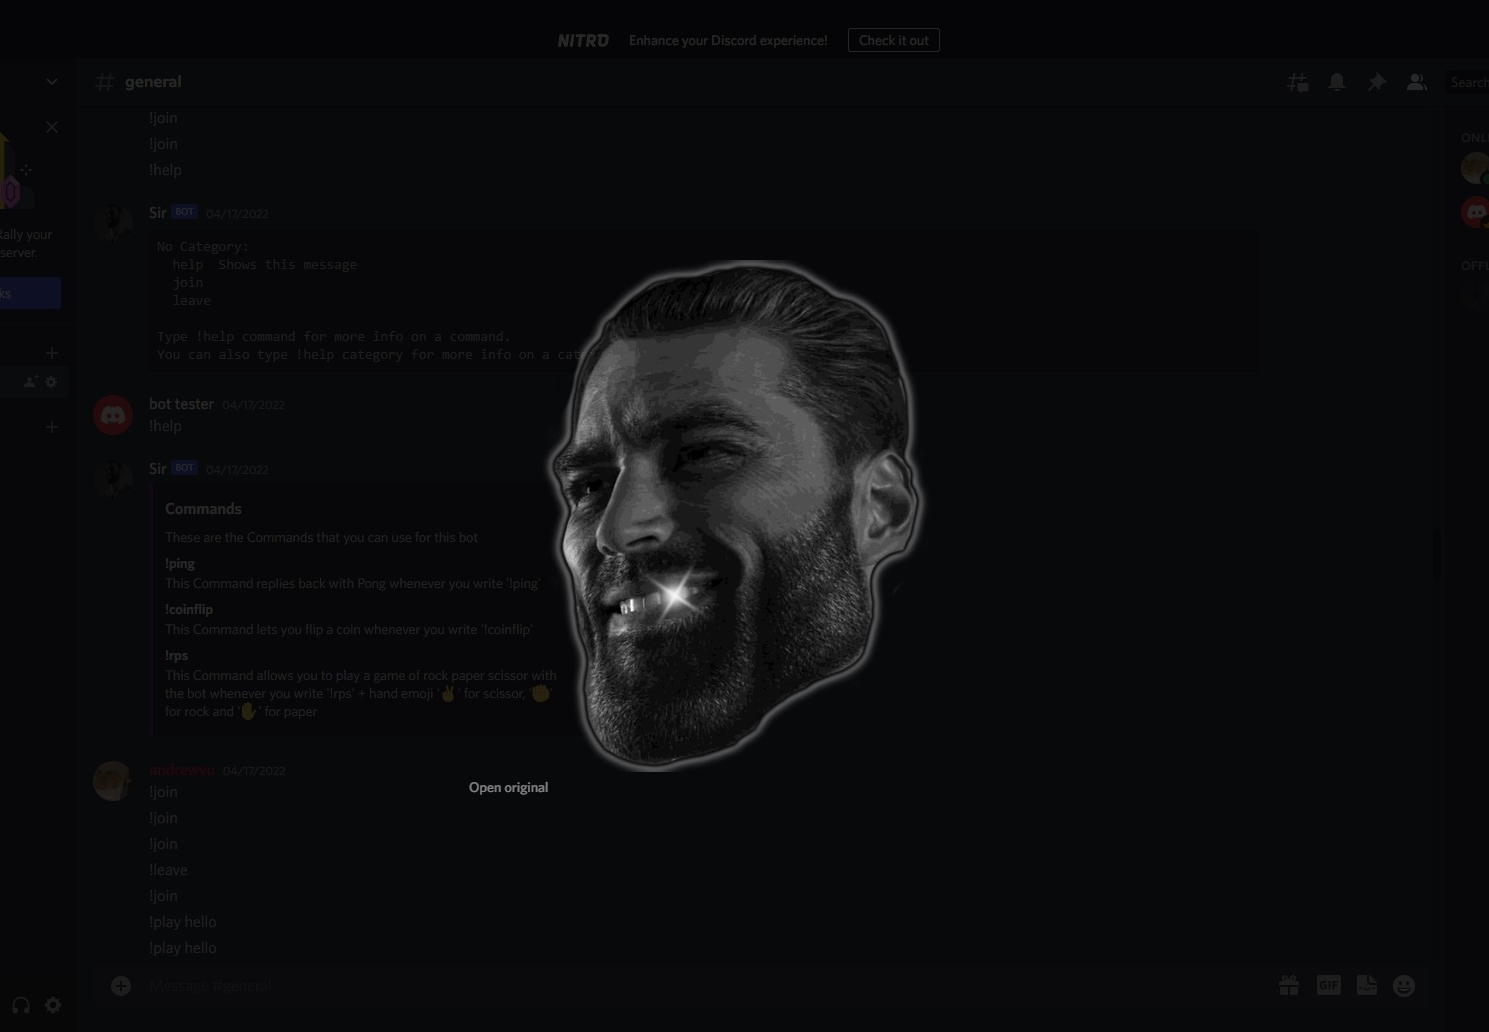 NITRO Enhance your Discord experience! Check it out
general
Search
!join
!join
!help
Sir BOT 04/17/2022
No Category:
help Shows this message
join
leave
Type !help command for more info on a command.
You can also type !help category for more info on a
Rally your
server.
bot tester 04/17/2022
!help
Sir BOT 04/17/2022
Commands
These are the Commands that you can use for this bot
!ping
This Command replies back with Pong whenever you write '!ping'
!coinflip
This Command lets you flip a coin whenever you write '!coinflip'
!rps
This Command allows you to play a game of rock paper scissor with
the bot whenever you write '!rps' + hand emoji '✌' for scissor, '✊'
for rock and '✋' for paper
andrewvu 04/17/2022
!join
!join
!join
!leave
!join
!play hello
!play hello
Open original
Message #general
GIF